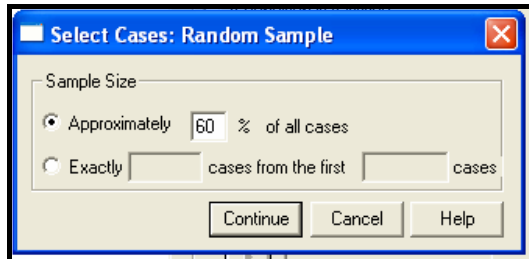 Select Cases: Random Sample
Sample Size
Approximately 60 % of all cases
Exactly cases from the first cases
Continue Cancel Help